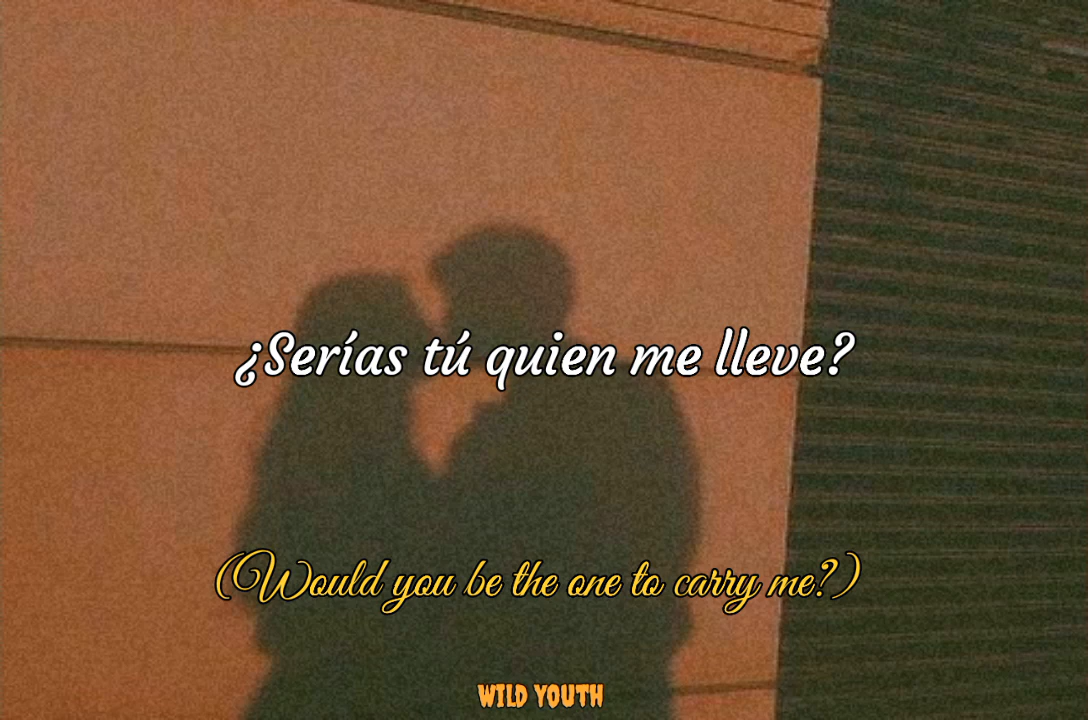 ¿Serías tú quien me lleve?
(Would you be the one to carry me?)
WILD YOUTH